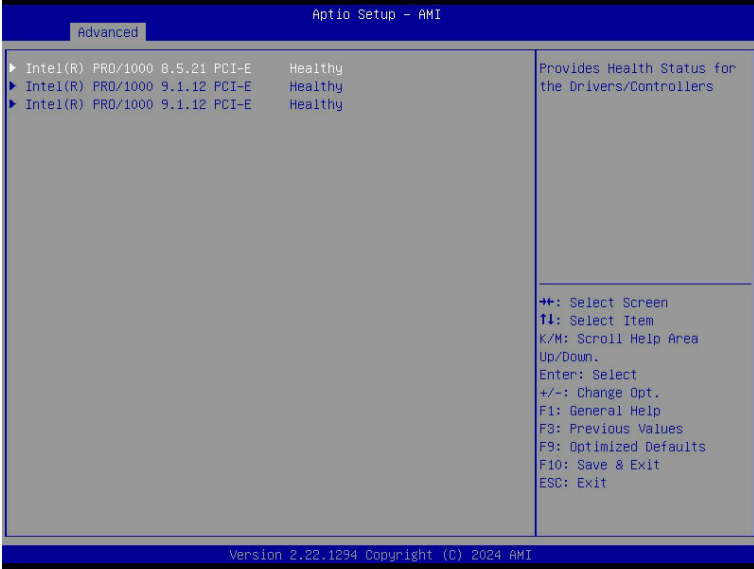 Aptio Setup – AMI
Advanced
▶ Intel(R) PRO/1000 8.5.21 PCI-E Healthy
▶ Intel(R) PRO/1000 9.1.12 PCI-E Healthy
▶ Intel(R) PRO/1000 9.1.12 PCI-E Healthy
Provides Health Status for
the Drivers/Controllers
→←: Select Screen
↑↓: Select Item
K/M: Scroll Help Area
Up/Down.
Enter: Select
+/-: Change Opt.
F1: General Help
F3: Previous Values
F9: Optimized Defaults
F10: Save & Exit
ESC: Exit
Version 2.22.1294 Copyright (C) 2024 AMI